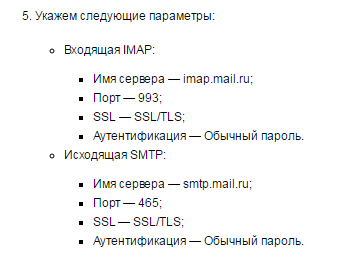 5. Укажем следующие параметры:
Входящая IMAP:
Имя сервера — imap.mail.ru;
Порт — 993;
SSL — SSL/TLS;
Аутентификация — Обычный пароль.
Исходящая SMTP:
Имя сервера — smtp.mail.ru;
Порт — 465;
SSL — SSL/TLS;
Аутентификация — Обычный пароль.